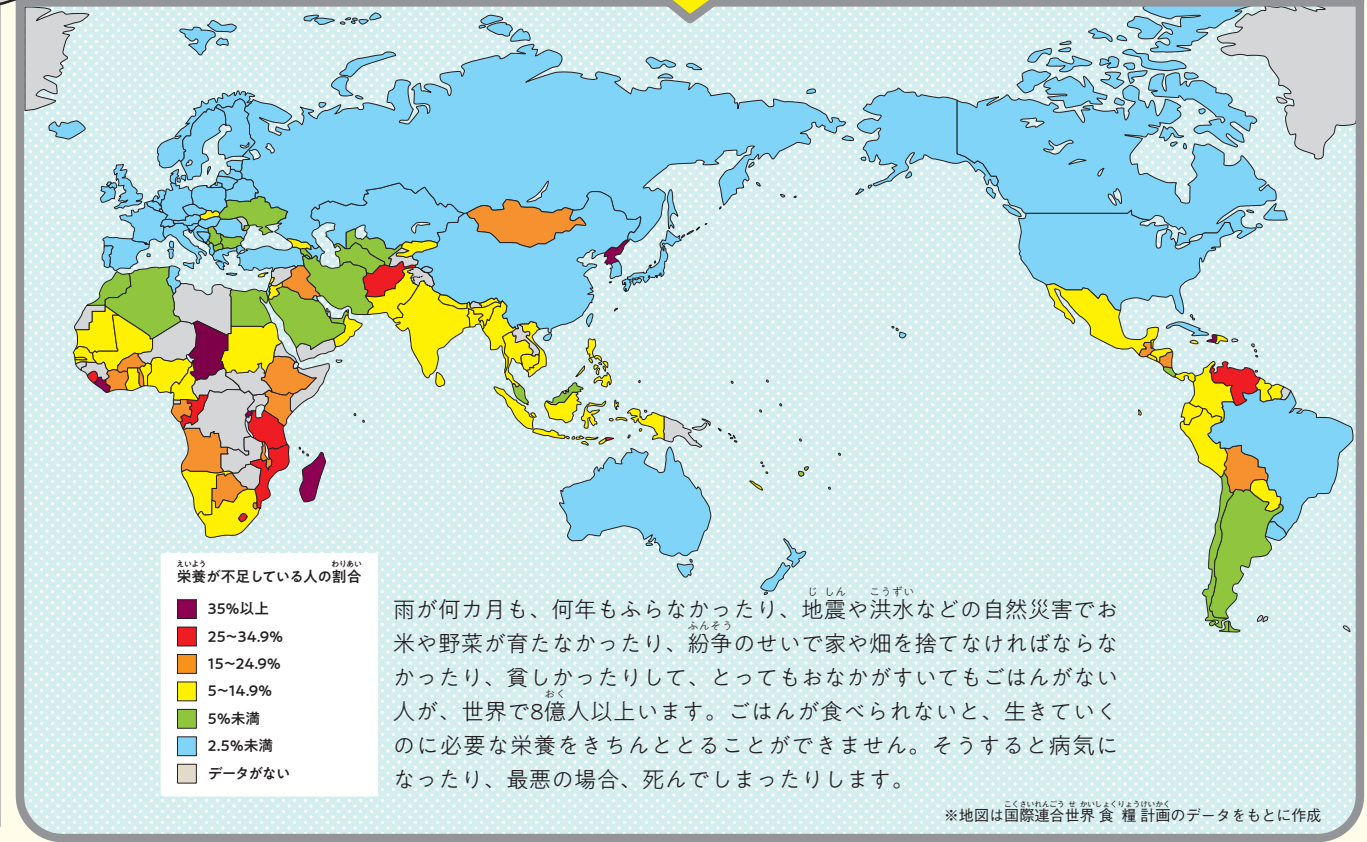 えいよう わりあい
栄養が不足している人の割合
35%以上
25~34.9%
15~24.9%
5~14.9%
5%未満
2.5%未満
データがない
じしん こうずい
雨が何カ月も、何年もふらなかったり、地震や洪水などの自然災害でお
ふんそう
米や野菜が育たなかったり、紛争のせいで家や畑を捨てなければならな
かったり、貧しかったりして、とってもおなかがすいてもごはんがない
おく
人が、世界で8億人以上います。ごはんが食べられないと、生きていく
のに必要な栄養をきちんととることができません。そうすると病気に
なったり、最悪の場合、死んでしまったりします。
こくさいれんごう せ かいしょくりょうけいかく
※地図は国際連合世界食糧計画のデータをもとに作成